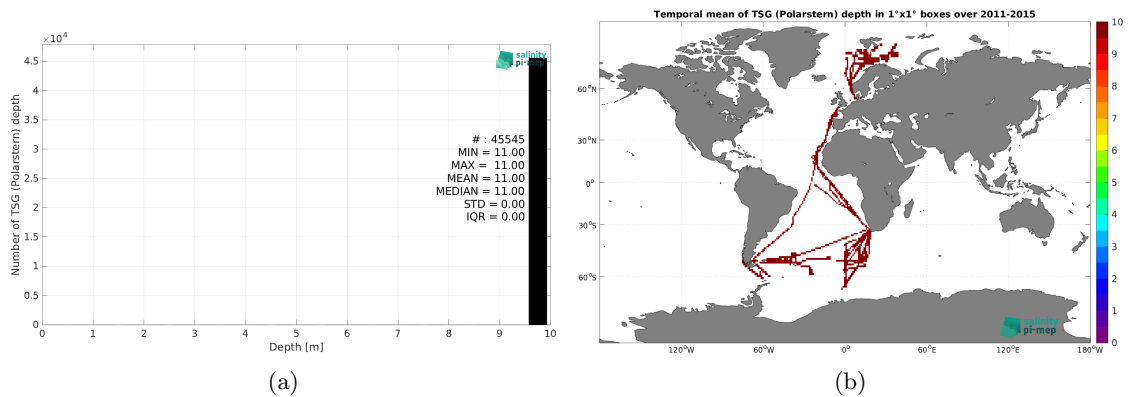 ×10⁴
4.5
4
3.5
3
2.5
2
1.5
1
0.5
0
Number of TSG (Polarstern) depth
salinity
pi-mep
# : 45545
MIN = 11.00
MAX = 11.00
MEAN = 11.00
MEDIAN = 11.00
STD = 0.00
IQR = 0.00
0 1 2 3 4 5 6 7 8 9 10
Depth [m]
(a)
Temporal mean of TSG (Polarstern) depth in 1°x1° boxes over 2011-2015
60°N
30°N
0°
30°S
60°S
120°W 60°W 0° 60°E 120°E 180°W
salinity
pi-mep
10
9
8
7
6
5
4
3
2
1
0
(b)